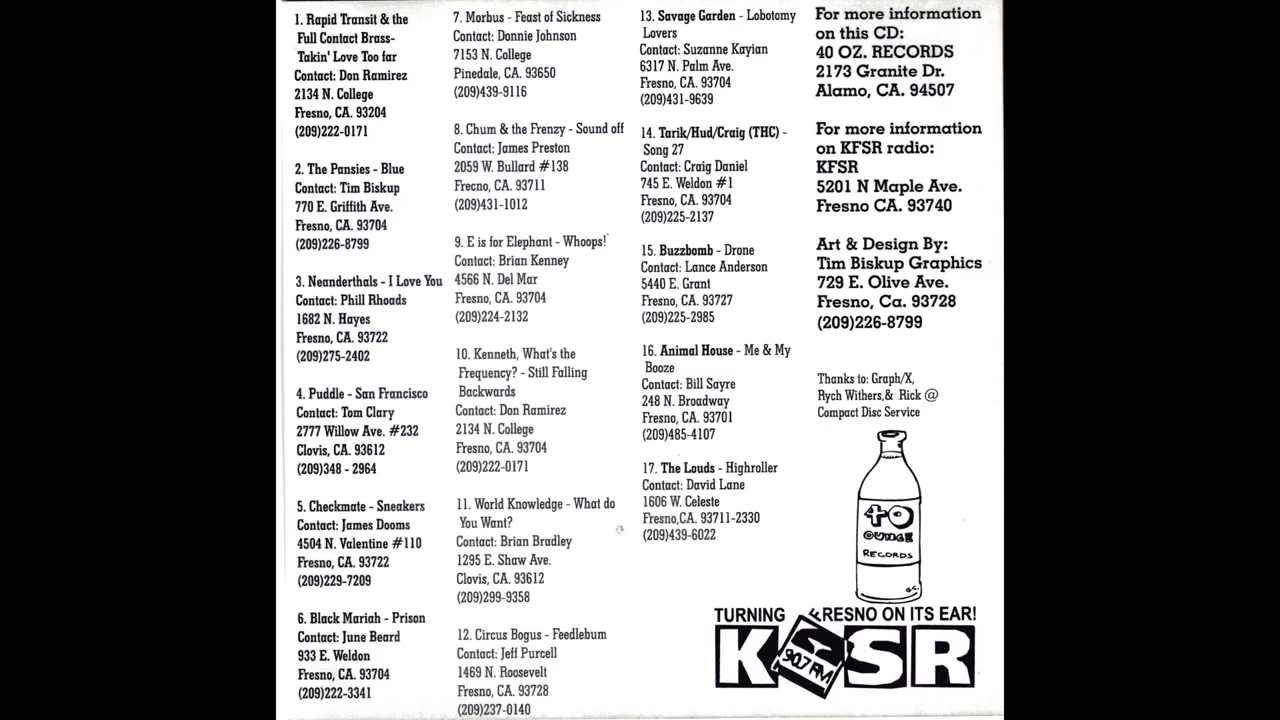 1. Rapid Transit & the
Full Contact Brass-
Takin' Love Too far
Contact: Don Ramirez
2134 N. College
Fresno, CA. 93204
(209)222-0171
2. The Pansies - Blue
Contact: Tim Biskup
770 E. Griffith Ave.
Fresno, CA. 93704
(209)226-8799
3. Neanderthals - I Love You
Contact: Phill Rhoads
1682 N. Hayes
Fresno, CA. 93722
(209)275-2402
4. Puddle - San Francisco
Contact: Tom Clary
2777 Willow Ave. #232
Clovis, CA. 93612
(209)348 - 2964
5. Checkmate - Sneakers
Contact: James Dooms
4504 N. Valentine #110
Fresno, CA. 93722
(209)229-7209
6. Black Mariah - Prison
Contact: June Beard
933 E. Weldon
Fresno, CA. 93704
(209)222-3341
7. Morbus - Feast of Sickness
Contact: Donnie Johnson
7153 N. College
Pinedale, CA. 93650
(209)439-9116
8. Chum & the Frenzy - Sound off
Contact: James Preston
2059 W. Bullard #138
Frecno, CA. 93711
(209)431-1012
9. E is for Elephant - Whoops!
Contact: Brian Kenney
4566 N. Del Mar
Fresno, CA. 93704
(209)224-2132
10. Kenneth, What's the
Frequency? - Still Falling
Backwards
Contact: Don Ramirez
2134 N. College
Fresno, CA. 93704
(209)222-0171
11. World Knowledge - What do
You Want?
Contact: Brian Bradley
1295 E. Shaw Ave.
Clovis, CA. 93612
(209)299-9358
12. Circus Bogus - Feedlebum
Contact: Jeff Purcell
1469 N. Roosevelt
Fresno, CA. 93728
(209)237-0140
13. Savage Garden - Lobotomy
Lovers
Contact: Suzanne Kayian
6317 N. Palm Ave.
Fresno, CA. 93704
(209)431-9639
14. Tarik/Hud/Craig (THC) -
Song 27
Contact: Craig Daniel
745 E. Weldon #1
Fresno, CA. 93704
(209)225-2137
15. Buzzbomb - Drone
Contact: Lance Anderson
5440 E. Grant
Fresno, CA. 93727
(209)225-2985
16. Animal House - Me & My
Booze
Contact: Bill Sayre
248 N. Broadway
Fresno, CA. 93701
(209)485-4107
17. The Louds - Highroller
Contact: David Lane
1606 W. Celeste
Fresno,CA. 93711-2330
(209)439-6022
For more information
on this CD:
40 OZ. RECORDS
2173 Granite Dr.
Alamo, CA. 94507
For more information
on KFSR radio:
KFSR
5201 N Maple Ave.
Fresno CA. 93740
Art & Design By:
Tim Biskup Graphics
729 E. Olive Ave.
Fresno, Ca. 93728
(209)226-8799
Thanks to: Graph/X,
Rych Withers,& Rick @
Compact Disc Service
40
OUNCE
RECORDS
TURNING FRESNO ON ITS EAR!
KFSR
90.7 FM